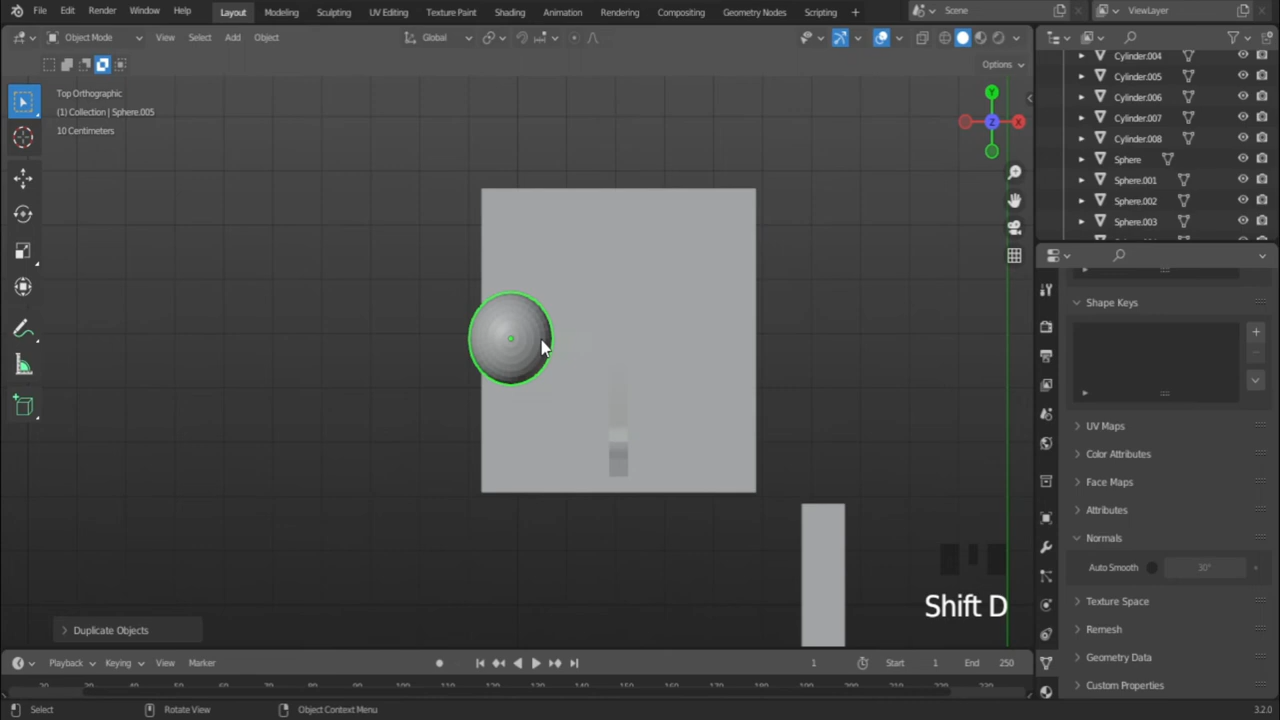 File Edit Render Window Help Layout Modeling Sculpting UV Editing Texture Paint Shading Animation Rendering Compositing Geometry Nodes Scripting + Scene ViewLayer
Object Mode View Select Add Object Global
Options
Top Orthographic
(1) Collection | Sphere.005
10 Centimeters
Y
Z
X
Cylinder.004
Cylinder.005
Cylinder.006
Cylinder.007
Cylinder.008
Sphere
Sphere.001
Sphere.002
Sphere.003
Shape Keys
UV Maps
Color Attributes
Face Maps
Attributes
Normals
Auto Smooth 30°
Texture Space
Remesh
Geometry Data
Custom Properties
Shift D
Duplicate Objects
Playback Keying View Marker 1 Start 1 End 250
Select Rotate View Object Context Menu 3.2.0